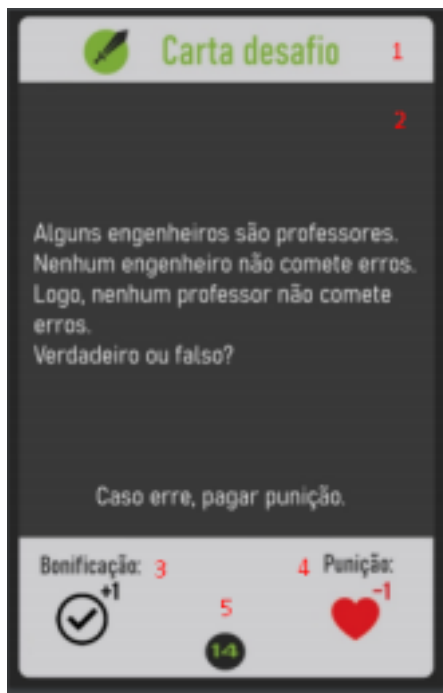 Carta desafio 1
2
Alguns engenheiros são professores.
Nenhum engenheiro não comete erros.
Logo, nenhum professor não comete
erros.
Verdadeiro ou falso?
Caso erre, pagar punição.
Bonificação: 3 4 Punição:
+1 -1
5
14